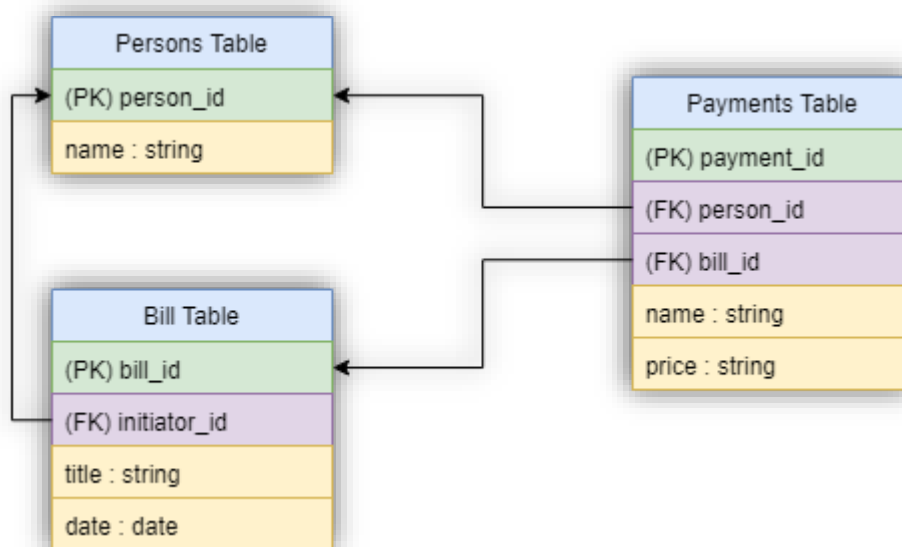 Persons Table
(PK) person_id
name : string
Payments Table
(PK) payment_id
(FK) person_id
(FK) bill_id
name : string
price : string
Bill Table
(PK) bill_id
(FK) initiator_id
title : string
date : date